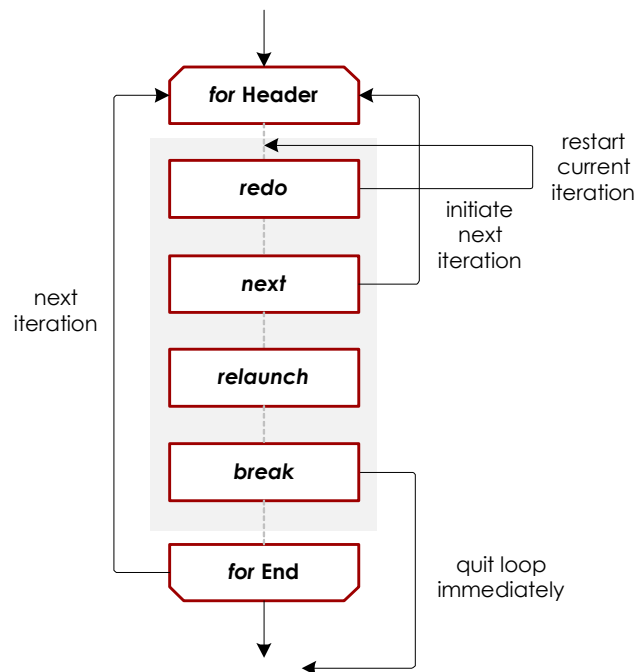 for Header
restart
current
iteration
redo
initiate
next
iteration
next
next
iteration
relaunch
break
for End
quit loop
immediately